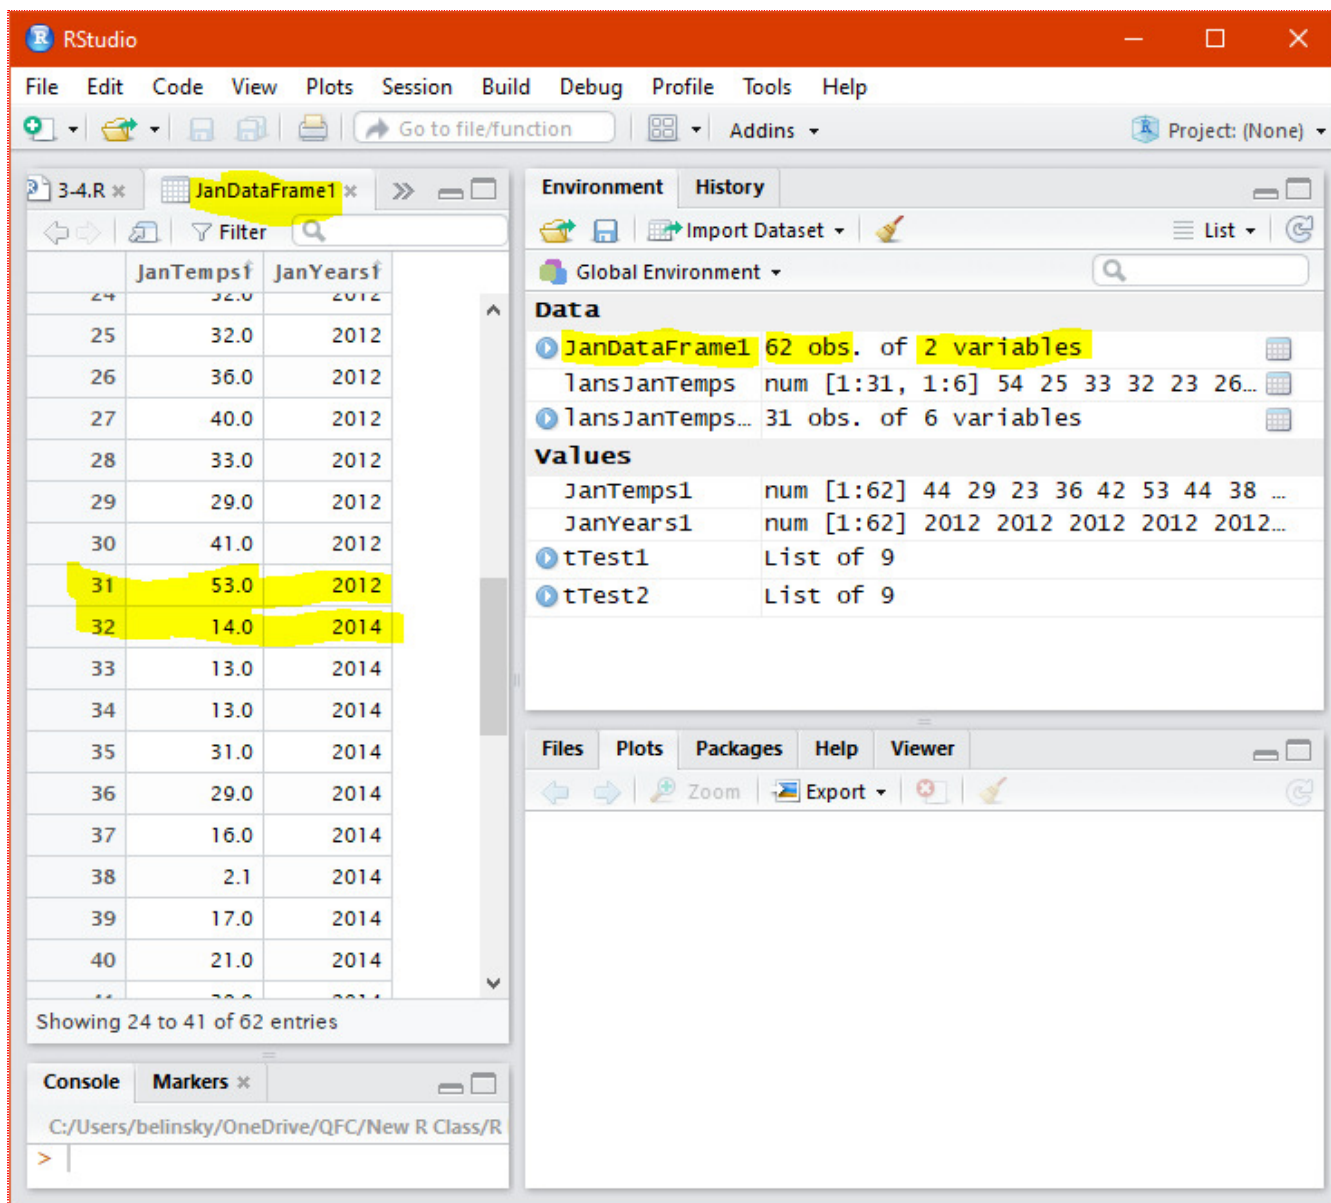 RStudio
File Edit Code View Plots Session Build Debug Profile Tools Help
Go to file/function Addins Project: (None)
3-4.R JanDataFrame1
Filter
JanTemps1 JanYears1
24 32.0 2012
25 32.0 2012
26 36.0 2012
27 40.0 2012
28 33.0 2012
29 29.0 2012
30 41.0 2012
31 53.0 2012
32 14.0 2014
33 13.0 2014
34 13.0 2014
35 31.0 2014
36 29.0 2014
37 16.0 2014
38 2.1 2014
39 17.0 2014
40 21.0 2014
Showing 24 to 41 of 62 entries
Console Markers
C:/Users/belinsky/OneDrive/QFC/New R Class/R
>
Environment History
Import Dataset List
Global Environment
Data
JanDataFrame1 62 obs. of 2 variables
lansJanTemps num [1:31, 1:6] 54 25 33 32 23 26…
lansJanTemps… 31 obs. of 6 variables
Values
JanTemps1 num [1:62] 44 29 23 36 42 53 44 38 …
JanYears1 num [1:62] 2012 2012 2012 2012 2012…
tTest1 List of 9
tTest2 List of 9
Files Plots Packages Help Viewer
Zoom Export